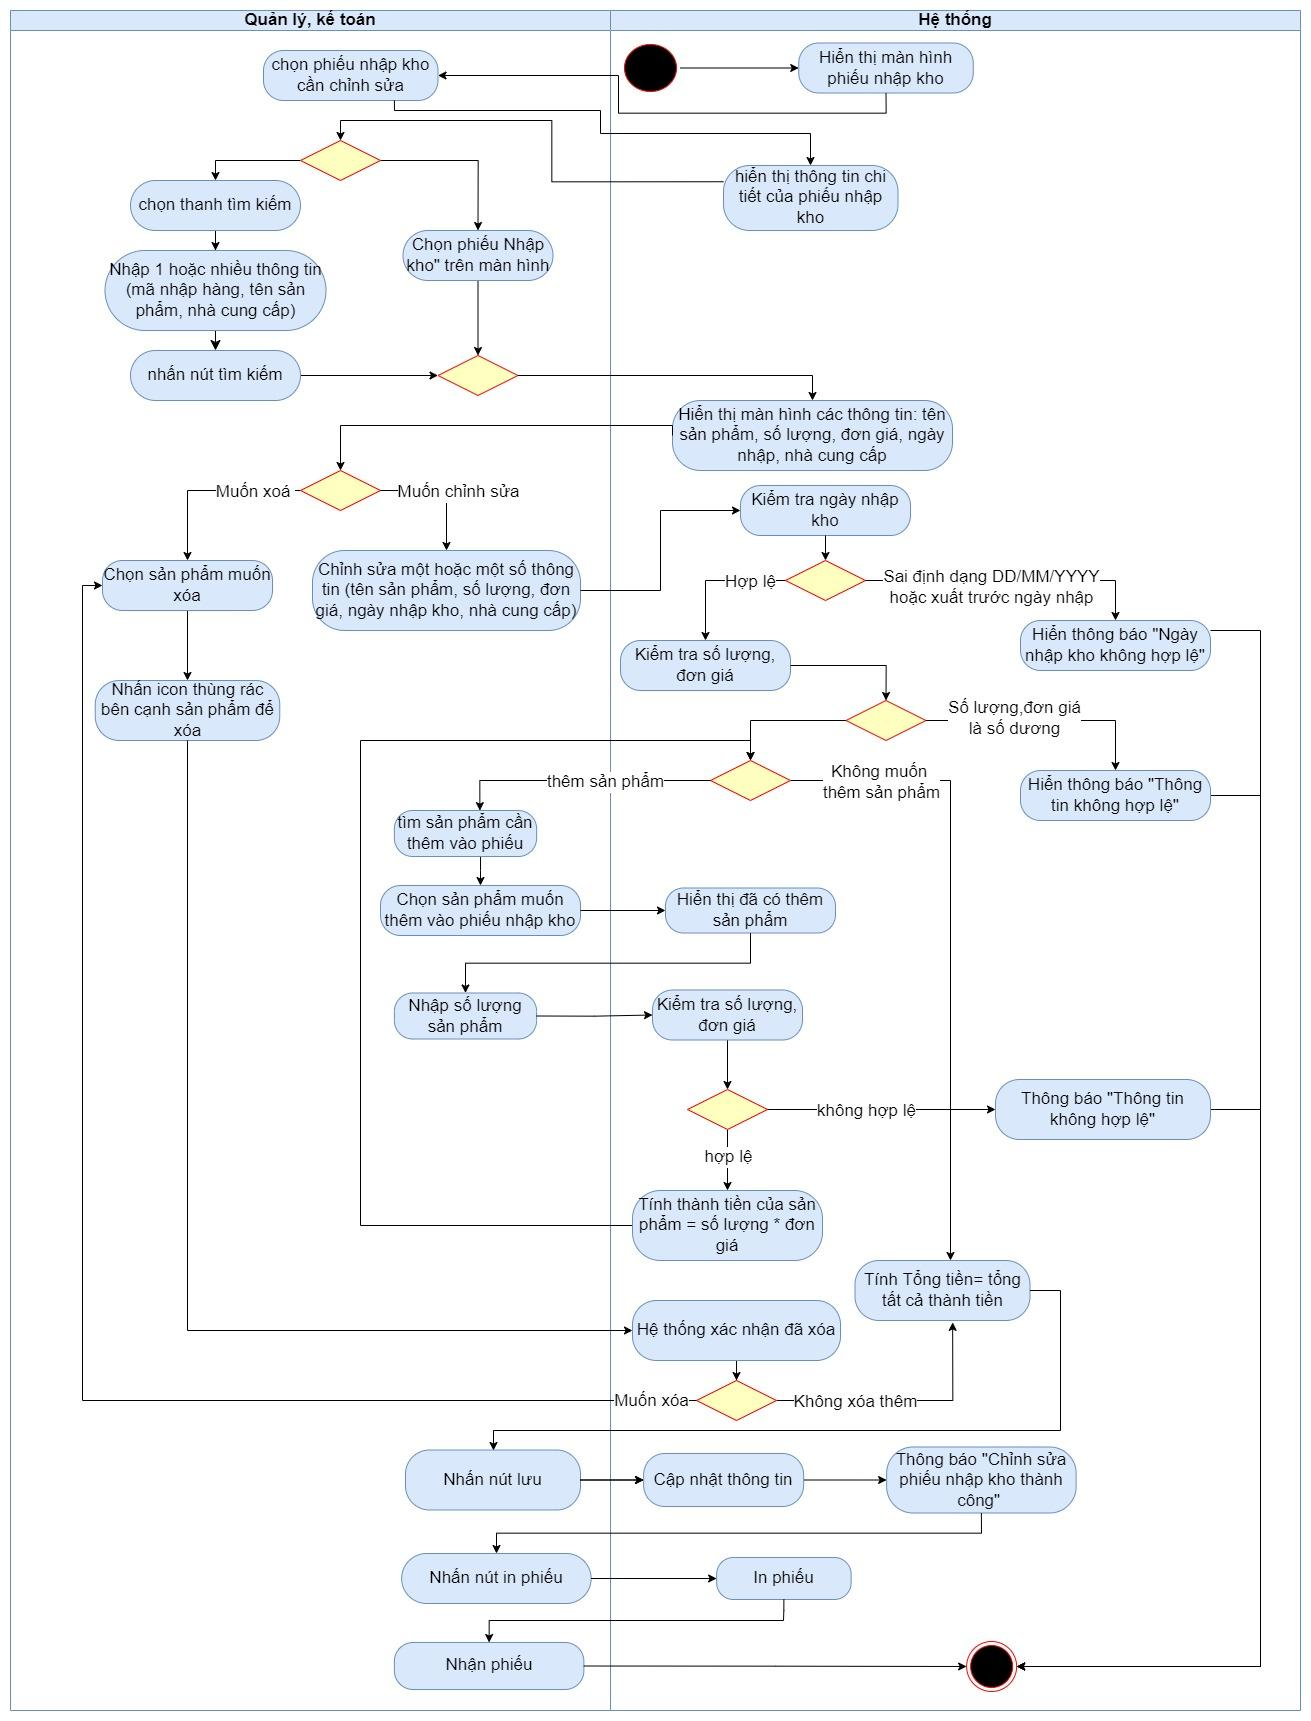 Quản lý, kế toán
Hệ thống
chọn phiếu nhập kho
cần chỉnh sửa
Hiển thị màn hình
phiếu nhập kho
hiển thị thông tin chi
tiết của phiếu nhập
kho
chọn thanh tìm kiếm
Chọn phiếu Nhập
kho" trên màn hình
Nhập 1 hoặc nhiều thông tin
(mã nhập hàng, tên sản
phẩm, nhà cung cấp)
nhấn nút tìm kiếm
Hiển thị màn hình các thông tin: tên
sản phẩm, số lượng, đơn giá, ngày
nhập, nhà cung cấp
Muốn xoá
Muốn chỉnh sửa
Kiểm tra ngày nhập
kho
Chọn sản phẩm muốn
xóa
Chỉnh sửa một hoặc một số thông
tin (tên sản phẩm, số lượng, đơn
giá, ngày nhập kho, nhà cung cấp)
Hợp lệ
Sai định dạng DD/MM/YYYY
hoặc xuất trước ngày nhập
Hiển thông báo "Ngày
nhập kho không hợp lệ"
Kiểm tra số lượng,
đơn giá
Nhấn icon thùng rác
bên cạnh sản phẩm để
xóa
Số lượng,đơn giá
là số dương
thêm sản phẩm
Không muốn
thêm sản phẩm
Hiển thông báo "Thông
tin không hợp lệ"
tìm sản phẩm cần
thêm vào phiếu
Chọn sản phẩm muốn
thêm vào phiếu nhập kho
Hiển thị đã có thêm
sản phẩm
Nhập số lượng
sản phẩm
Kiểm tra số lượng,
đơn giá
không hợp lệ
Thông báo "Thông tin
không hợp lệ"
hợp lệ
Tính thành tiền của sản
phẩm = số lượng * đơn
giá
Tính Tổng tiền= tổng
tất cả thành tiền
Hệ thống xác nhận đã xóa
Muốn xóa
Không xóa thêm
Nhấn nút lưu
Cập nhật thông tin
Thông báo "Chỉnh sửa
phiếu nhập kho thành
công"
Nhấn nút in phiếu
In phiếu
Nhận phiếu